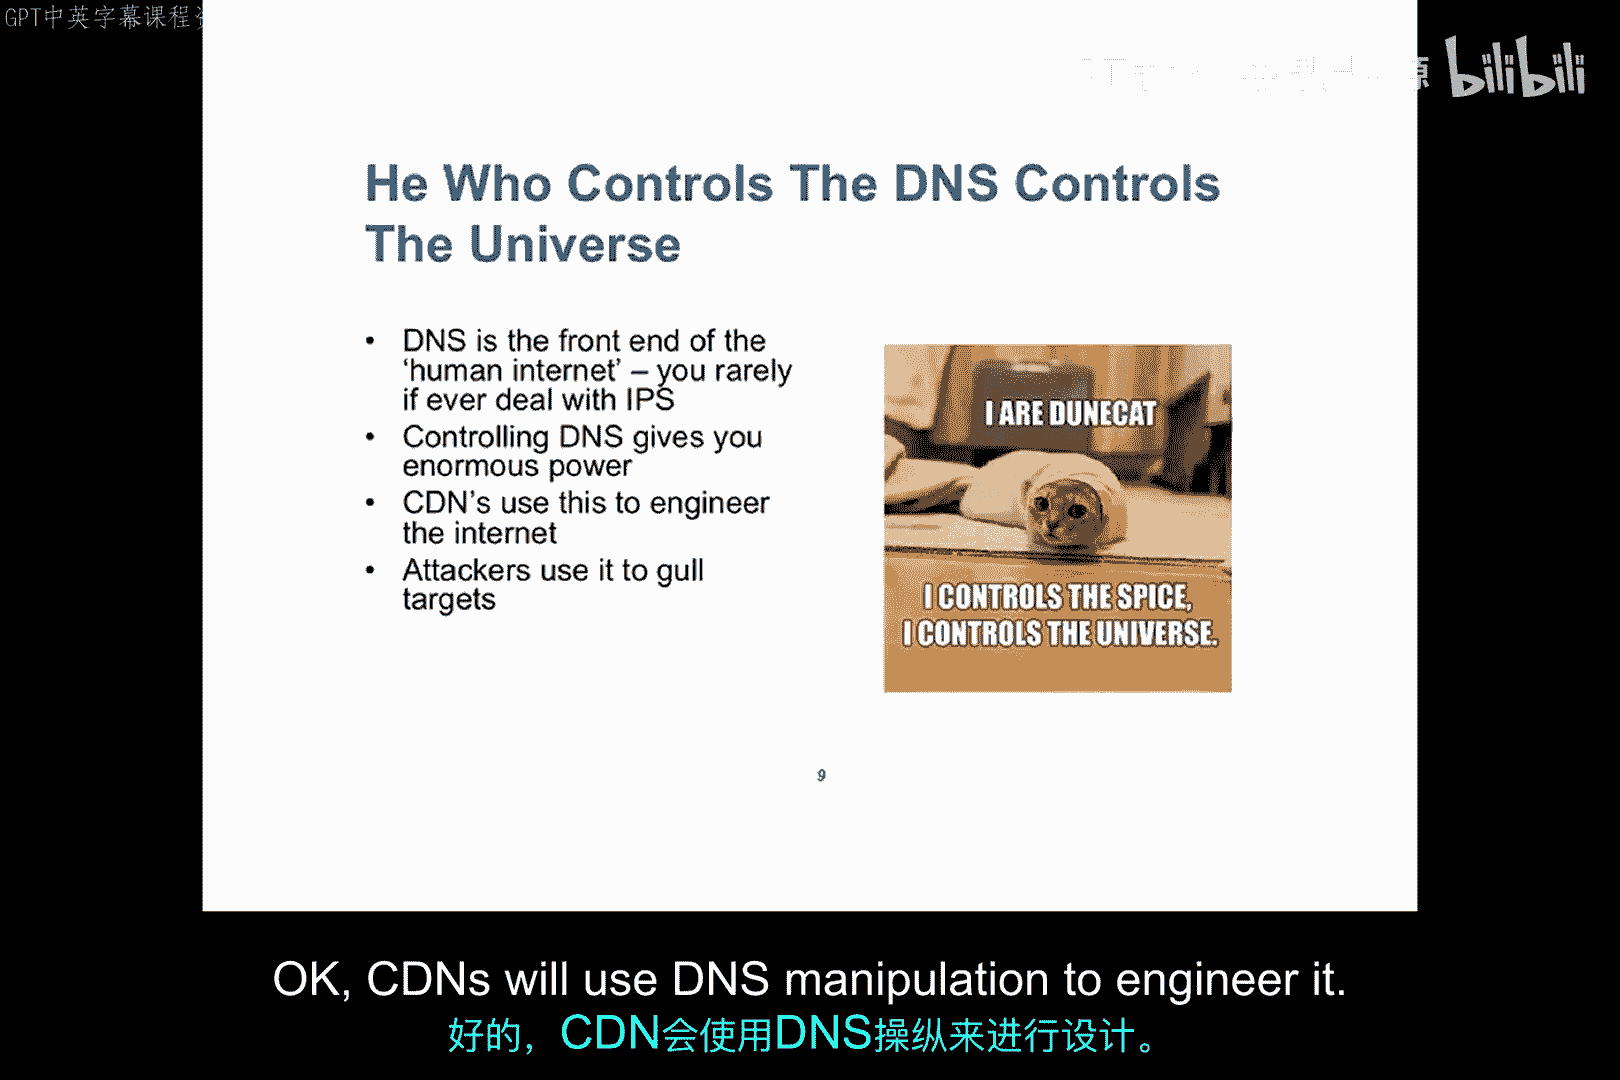 GPT中英字幕课程资
源 bilibili
He Who Controls The DNS Controls
The Universe
• DNS is the front end of the
‘human internet’ – you rarely
if ever deal with IPS
• Controlling DNS gives you
enormous power
• CDN’s use this to engineer
the internet
• Attackers use it to gull
targets
I ARE DUNECAT
I CONTROLS THE SPICE,
I CONTROLS THE UNIVERSE.
9
OK, CDNs will use DNS manipulation to engineer it.
好的，CDN会使用DNS操纵来进行设计。